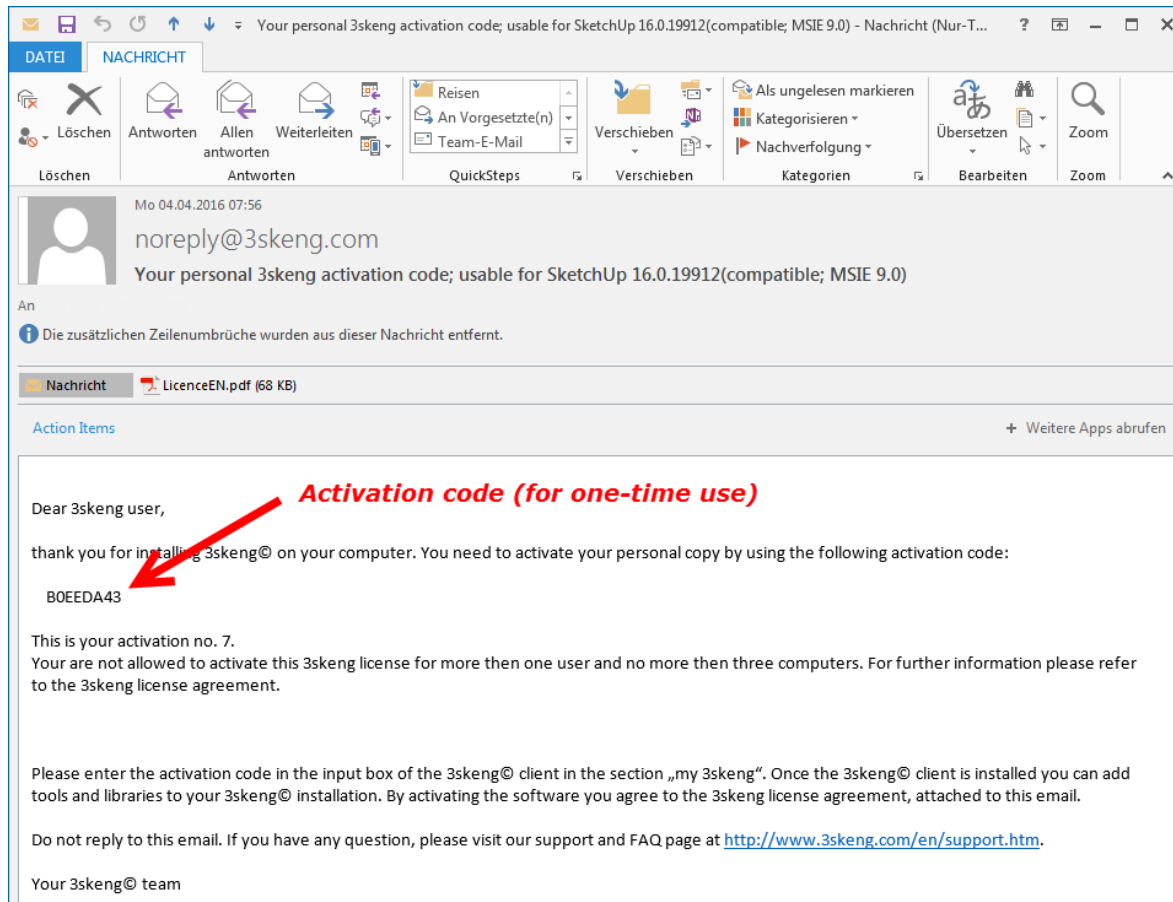 Your personal 3skeng activation code; usable for SketchUp 16.0.19912(compatible; MSIE 9.0) - Nachricht (Nur-T... ?
DATEI NACHRICHT
Löschen
Antworten
Allen antworten
Weiterleiten
Reisen
An Vorgesetzte(n)
Team-E-Mail
Verschieben
Als ungelesen markieren
Kategorisieren
Nachverfolgung
Übersetzen
Zoom
Löschen Antworten QuickSteps Verschieben Kategorien Bearbeiten Zoom
Mo 04.04.2016 07:56
noreply@3skeng.com
Your personal 3skeng activation code; usable for SketchUp 16.0.19912(compatible; MSIE 9.0)
An
Die zusätzlichen Zeilenumbrüche wurden aus dieser Nachricht entfernt.
Nachricht LicenceEN.pdf (68 KB)
Action Items + Weitere Apps abrufen
Activation code (for one-time use)
Dear 3skeng user,
thank you for installing 3skeng© on your computer. You need to activate your personal copy by using the following activation code:
B0EEDA43
This is your activation no. 7.
Your are not allowed to activate this 3skeng license for more then one user and no more then three computers. For further information please refer
to the 3skeng license agreement.
Please enter the activation code in the input box of the 3skeng© client in the section „my 3skeng“. Once the 3skeng© client is installed you can add
tools and libraries to your 3skeng© installation. By activating the software you agree to the 3skeng license agreement, attached to this email.
Do not reply to this email. If you have any question, please visit our support and FAQ page at http://www.3skeng.com/en/support.htm.
Your 3skeng© team